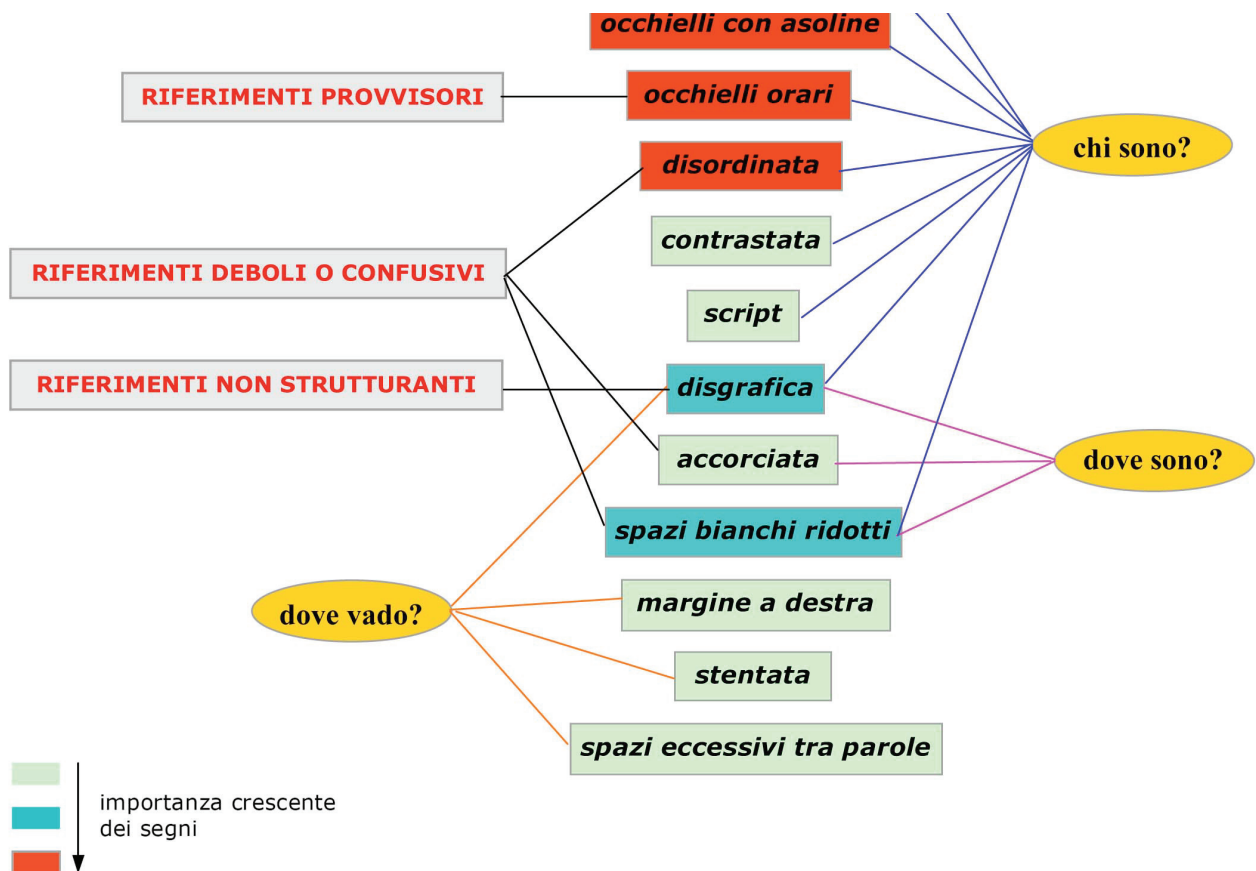 occhielli con asoline
RIFERIMENTI PROVVISORI
occhielli orari
chi sono?
disordinata
contrastata
RIFERIMENTI DEBOLI O CONFUSIVI
script
RIFERIMENTI NON STRUTTURANTI
disgrafica
accorciata
dove sono?
spazi bianchi ridotti
dove vado?
margine a destra
stentata
spazi eccessivi tra parole
importanza crescente
dei segni